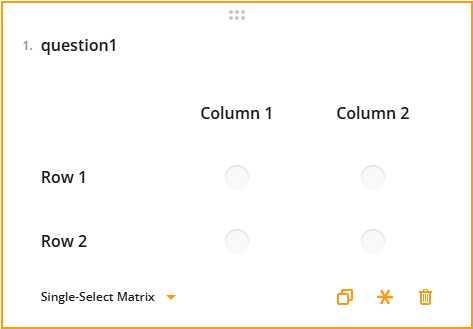 1. question1
Column 1 Column 2
Row 1
Row 2
Single-Select Matrix